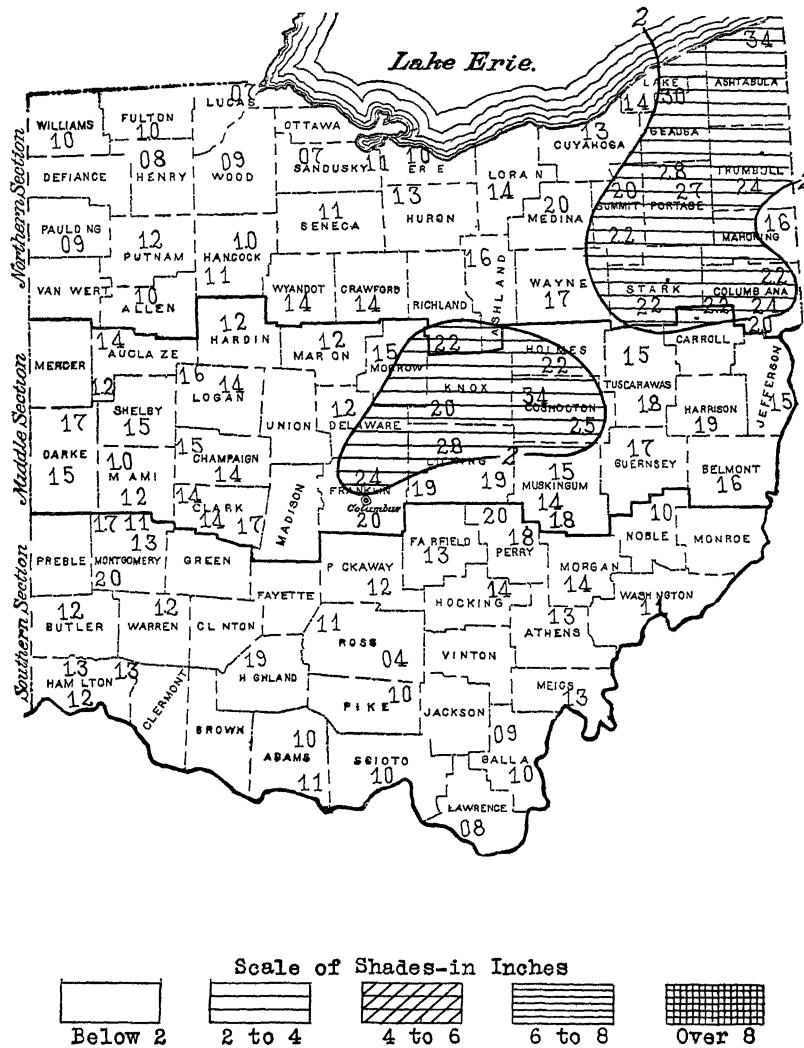 2
Lake Erie.
34
07
LUCAS
LAKE
30
ASHTABULA
14
WILLIAMS
10
FULTON
10
OTTAWA
13
CUYAHOGA
GEAUGA
Northern Section
08
HENRY
09
WOOD
07
SANDUSKY
11
10
ERIE
LORAIN
14
28
TRUMBULL
24
2
DEFIANCE
13
HURON
20
MEDINA
20
SUMMIT
27
PORTAGE
11
SENECA
16
MAHONING
PAULDING
09
12
PUTNAM
10
HANCOCK
11
16
ASHLAND
22
22
COLUMBIANA
24
VAN WERT
10
ALLEN
WYANDOT
14
CRAWFORD
14
RICHLAND
WAYNE
17
STARK
22
22
20
Middle Section
MERCER
14
AUGLAZE
12
HARDIN
12
MARON
15
MORROW
22
HOLMES
22
CARROLL
15
TUSCARAWAS
18
JEFFERSON
15
12
16
14
LOGAN
KNOX
20
34
COSHOCTON
25
17
DARKE
15
SHELBY
15
UNION
12
DELAWARE
HARRISON
19
15
CHAMPAIGN
14
28
LICKING
2
17
GUERNSEY
BELMONT
16
10
M AMI
12
14
CLARK
14
17
MADISON
24
FRANKLIN
Columbus
20
19
19
15
MUSKINGUM
14
18
Southern Section
PREBLE
17
11
13
MONTGOMERY
20
GREEN
P CKAWAY
12
FAIRFIELD
13
20
18
PERRY
10
NOBLE
MONROE
MORGAN
14
FAYETTE
HOCKING
14
WASHINGTON
11
12
BUTLER
12
WARREN
CLNTON
11
ROSS
04
13
ATHENS
VINTON
13
HAMLTON
12
13
CLERMONT
19
H GHLAND
10
PIKE
JACKSON
MEIGS
13
BROWN
10
ADAMS
11
SCIOTO
10
09
GALLA
10
LAWRENCE
08
Scale of Shades-in Inches
Below 2
2 to 4
4 to 6
6 to 8
Over 8